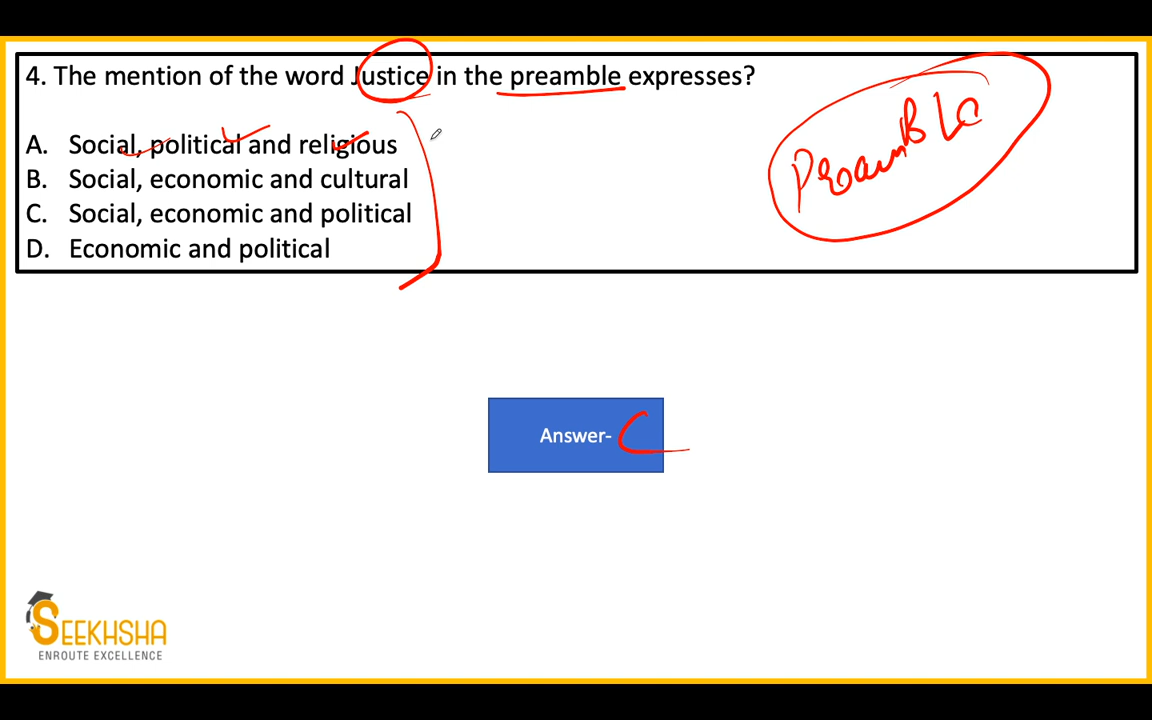 4. The mention of the word Justice in the preamble expresses?
PreamBLe
A. Social, political and religious
B. Social, economic and cultural
C. Social, economic and political
D. Economic and political
Answer- C
SEEKHSHA
ENROUTE EXCELLENCE